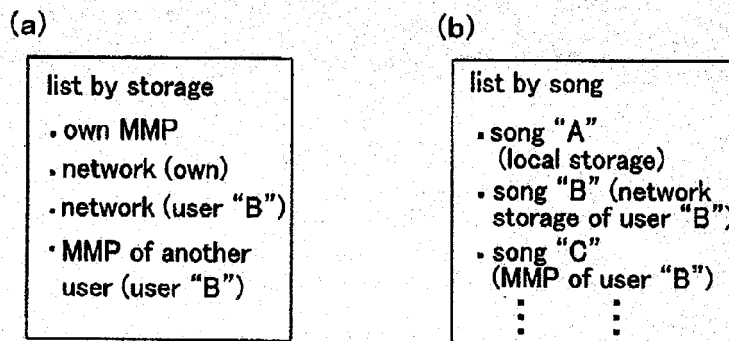 (a)
list by storage
• own MMP
• network (own)
• network (user “B”)
• MMP of another
user (user “B”)
(b)
list by song
• song “A”
(local storage)
• song “B” (network
storage of user “B”)
• song “C”
(MMP of user “B”)